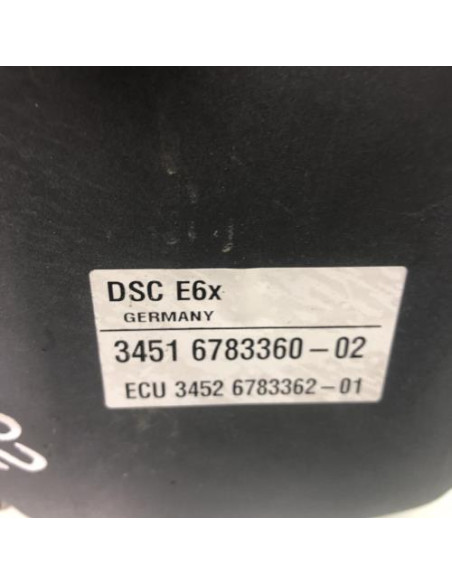 DSC E6x
GERMANY
3451 6783360-02
ECU 3452 6783362-01